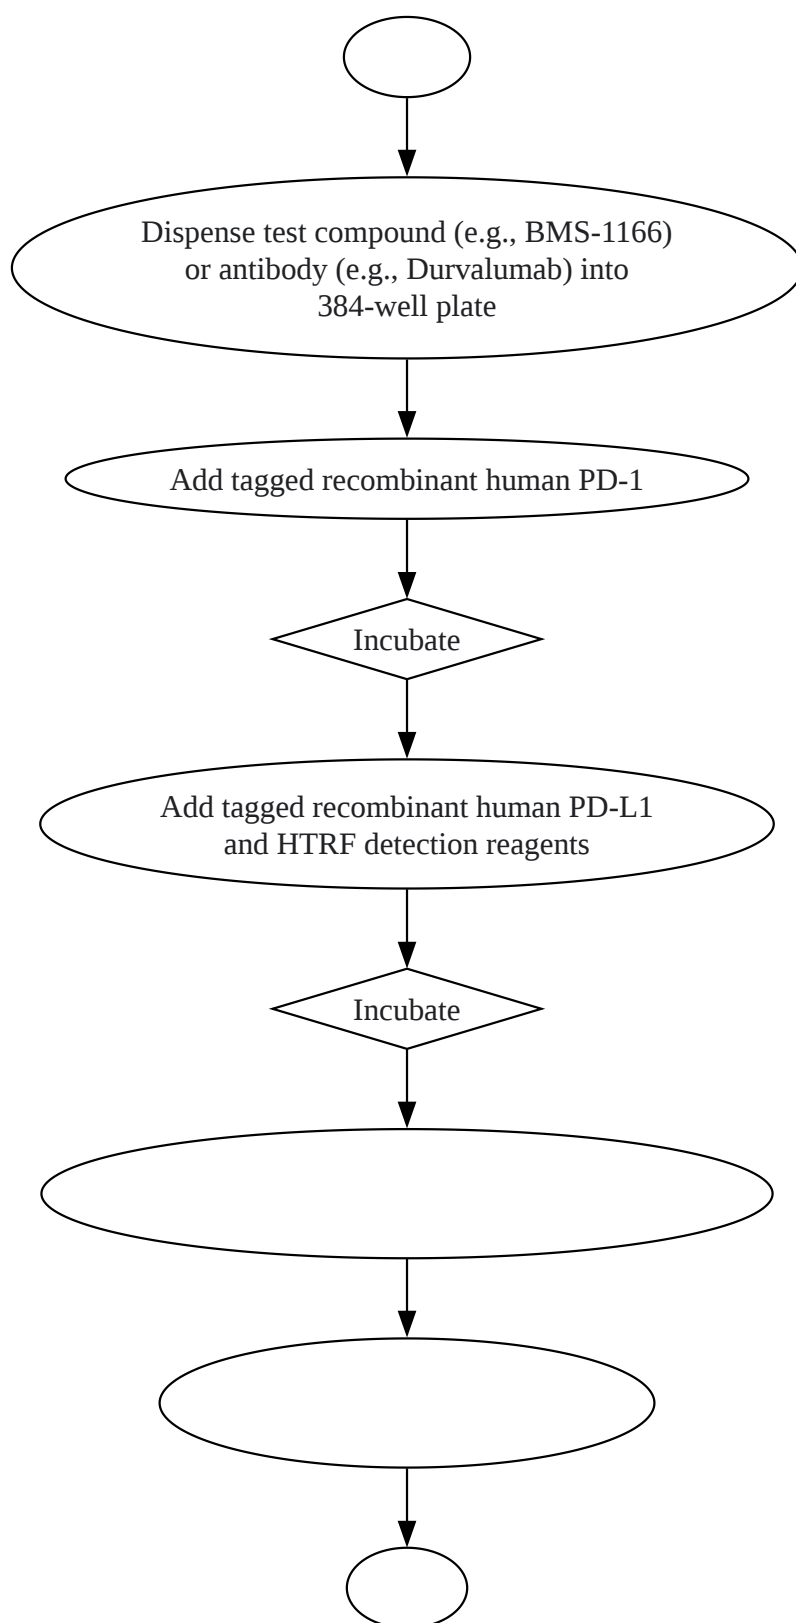 Dispense test compound (e.g., BMS-1166)
or antibody (e.g., Durvalumab) into
384-well plate
Add tagged recombinant human PD-1
Incubate
Add tagged recombinant human PD-L1
and HTRF detection reagents
Incubate